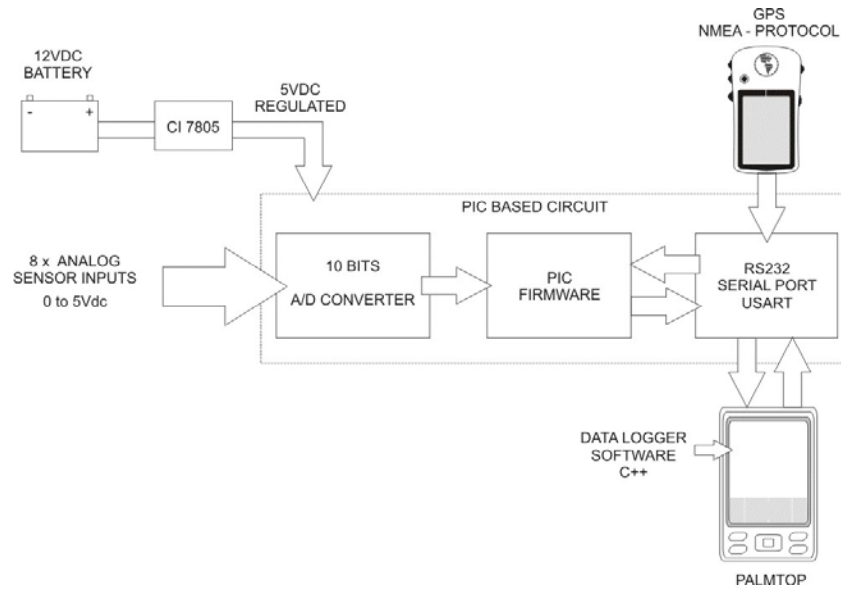 GPS
NMEA - PROTOCOL
12VDC
BATTERY
- +
CI 7805
5VDC
REGULATED
PIC BASED CIRCUIT
8 x ANALOG
SENSOR INPUTS
0 to 5Vdc
10 BITS
A/D CONVERTER
PIC
FIRMWARE
RS232
SERIAL PORT
USART
DATA LOGGER
SOFTWARE
C++
PALMTOP